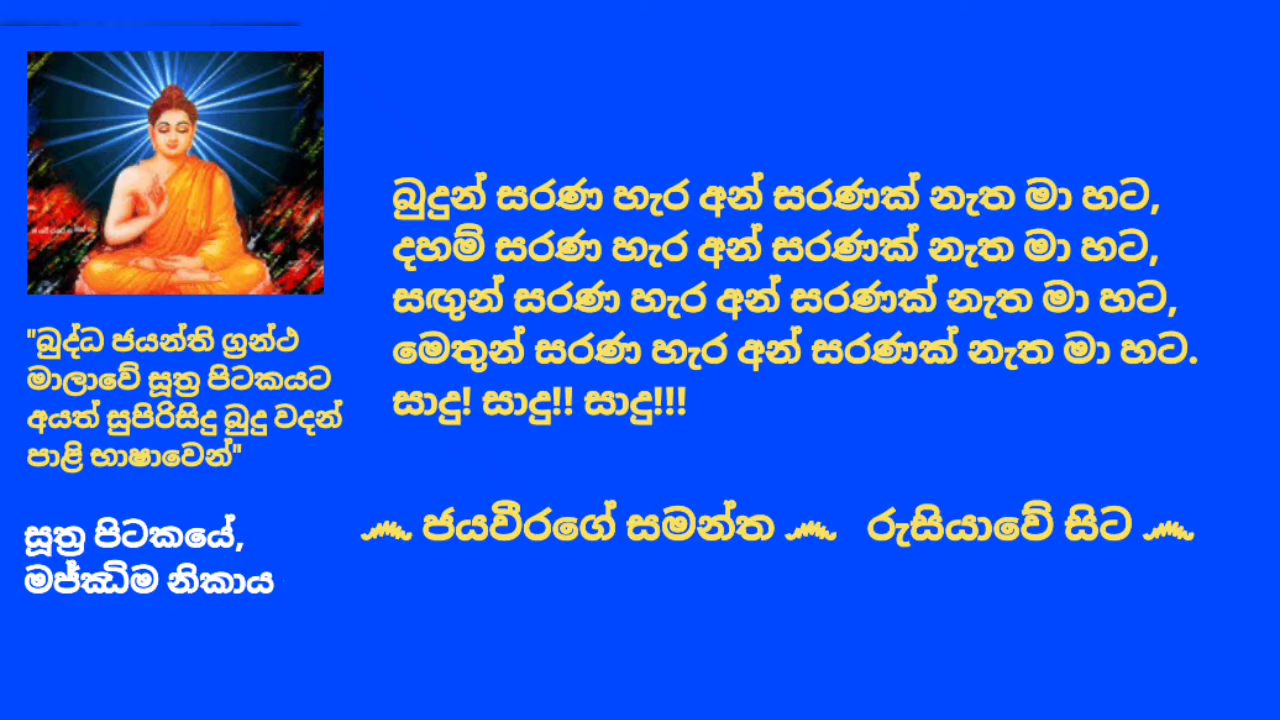 "බුද්ධ ජයන්ති ග්‍රන්ථ
මාලාවේ සූත්‍ර පිටකයට
අයත් සුපිරිසිදු බුදු වදන්
පාළි භාෂාවෙන්"
සූත්‍ර පිටකයේ,
මජ්ඣිම නිකාය
බුදුන් සරණ හැර අන් සරණක් නැත මා හට,
දහම් සරණ හැර අන් සරණක් නැත මා හට,
සඟුන් සරණ හැර අන් සරණක් නැත මා හට,
මෙතුන් සරණ හැර අන් සරණක් නැත මා හට.
සාදු! සාදු!! සාදු!!!
෴ ජයවීරගේ සමන්ත ෴ රුසියාවේ සිට ෴